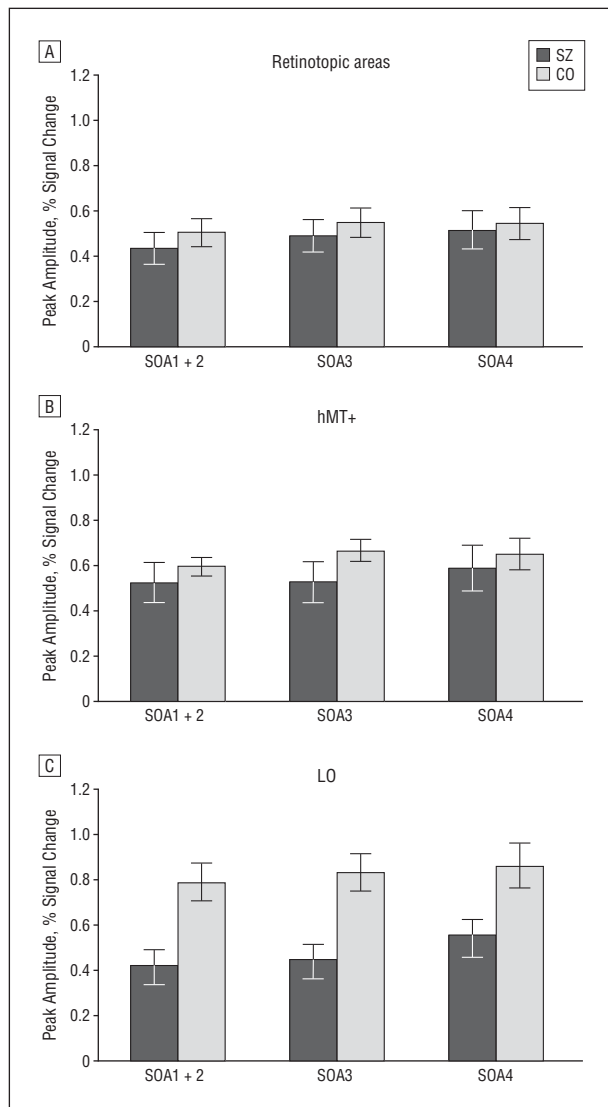 A
Retinotopic areas
SZ
CO
Peak Amplitude, % Signal Change
1.2
1.0
0.8
0.6
0.4
0.2
0
SOA1 + 2
SOA3
SOA4
B
hMT+
Peak Amplitude, % Signal Change
1.2
1.0
0.8
0.6
0.4
0.2
0
SOA1 + 2
SOA3
SOA4
C
LO
Peak Amplitude, % Signal Change
1.2
1.0
0.8
0.6
0.4
0.2
0
SOA1 + 2
SOA3
SOA4